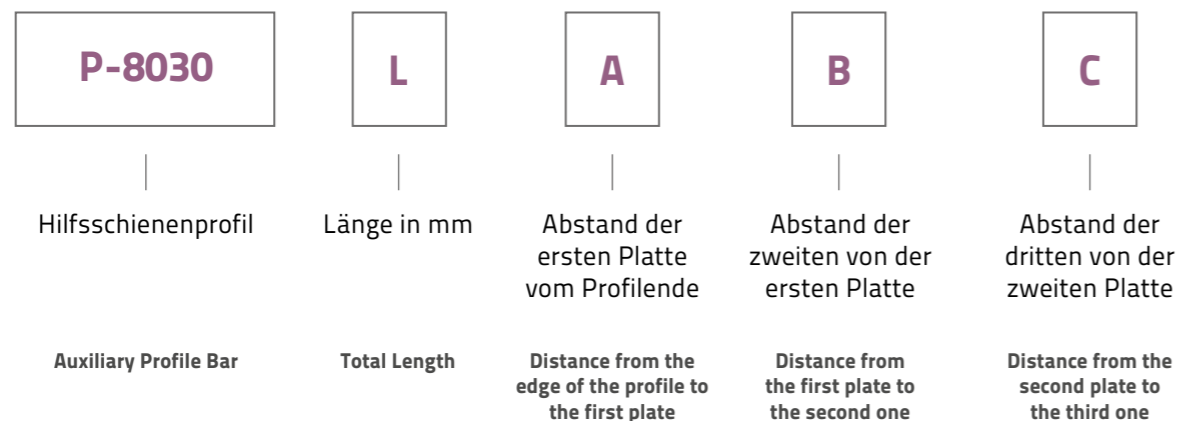 P-8030
L
A
B
C
Hilfsschienenprofil
Länge in mm
Abstand der
ersten Platte
vom Profilende
Abstand der
zweiten von der
ersten Platte
Abstand der
dritten von der
zweiten Platte
Auxiliary Profile Bar
Total Length
Distance from the
edge of the profile to
the first plate
Distance from
the first plate to
the second one
Distance from the
second plate to
the third one